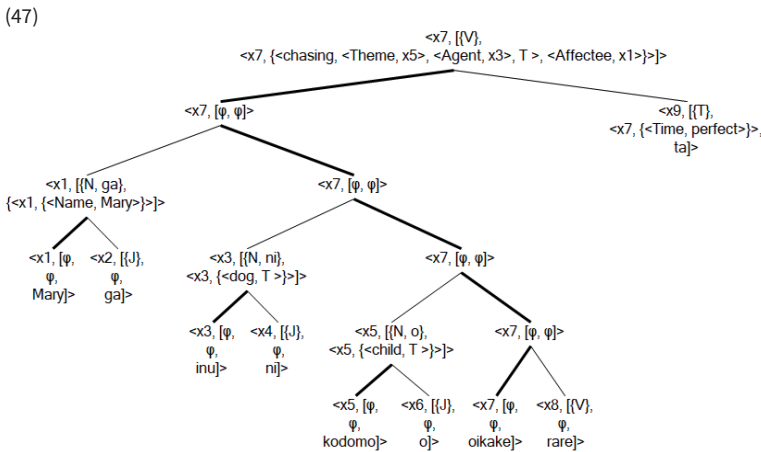 (47)
<x7, [{V},
<x7, {<chasing, <Theme, x5>, <Agent, x3>, T >, <Affectee, x1>}>]>
<x7, [φ, φ]>
<x9, [{T},
<x7, {<Time, perfect>}>,
ta]>
<x1, [{N, ga},
{<x1, {<Name, Mary>}>]>
<x7, [φ, φ]>
<x1, [φ,
φ,
Mary]>
<x2, [{J},
φ,
ga]>
<x3, [{N, ni},
<x3, {<dog, T >}>]>
<x7, [φ, φ]>
<x3, [φ,
φ,
inu]>
<x4, [{J},
φ,
ni]>
<x5, [{N, o},
<x5, {<child, T >}>]>
<x7, [φ, φ]>
<x5, [φ,
φ,
kodomo]>
<x6, [{J},
φ,
o]>
<x7, [φ,
φ,
oikake]>
<x8, [{V},
φ,
rare]>